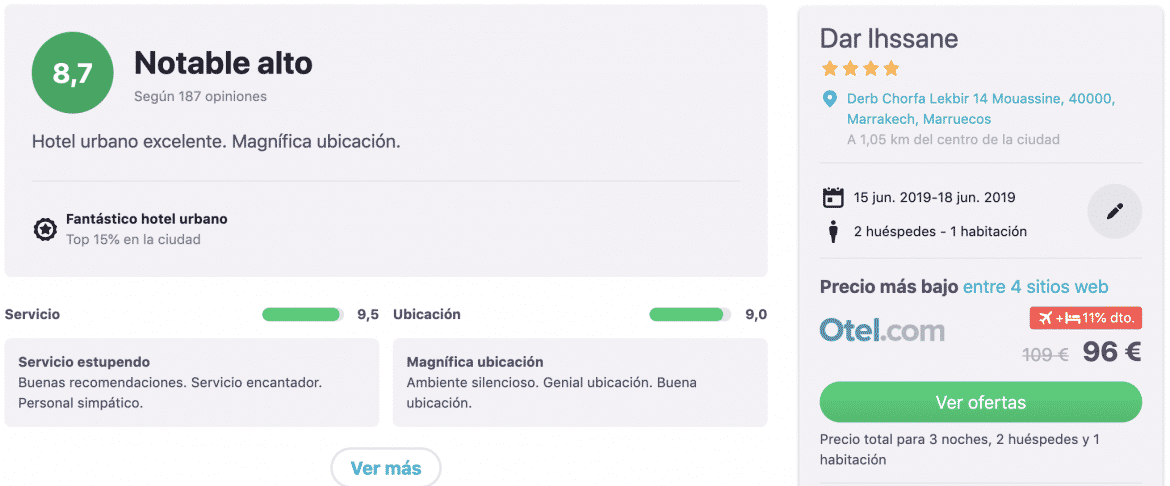 8,7
Notable alto
Según 187 opiniones
Hotel urbano excelente. Magnífica ubicación.
Fantástico hotel urbano
Top 15% en la ciudad
Servicio 9,5
Servicio estupendo
Buenas recomendaciones. Servicio encantador.
Personal simpático.
Ubicación 9,0
Magnífica ubicación
Ambiente silencioso. Genial ubicación. Buena
ubicación.
Ver más
Dar Ihssane
Derb Chorfa Lekbir 14 Mouassine, 40000,
Marrakech, Marruecos
A 1,05 km del centro de la ciudad
15 jun. 2019-18 jun. 2019
2 huéspedes - 1 habitación
Precio más bajo entre 4 sitios web
Otel.com
+ 11% dto.
109 € 96 €
Ver ofertas
Precio total para 3 noches, 2 huéspedes y 1
habitación